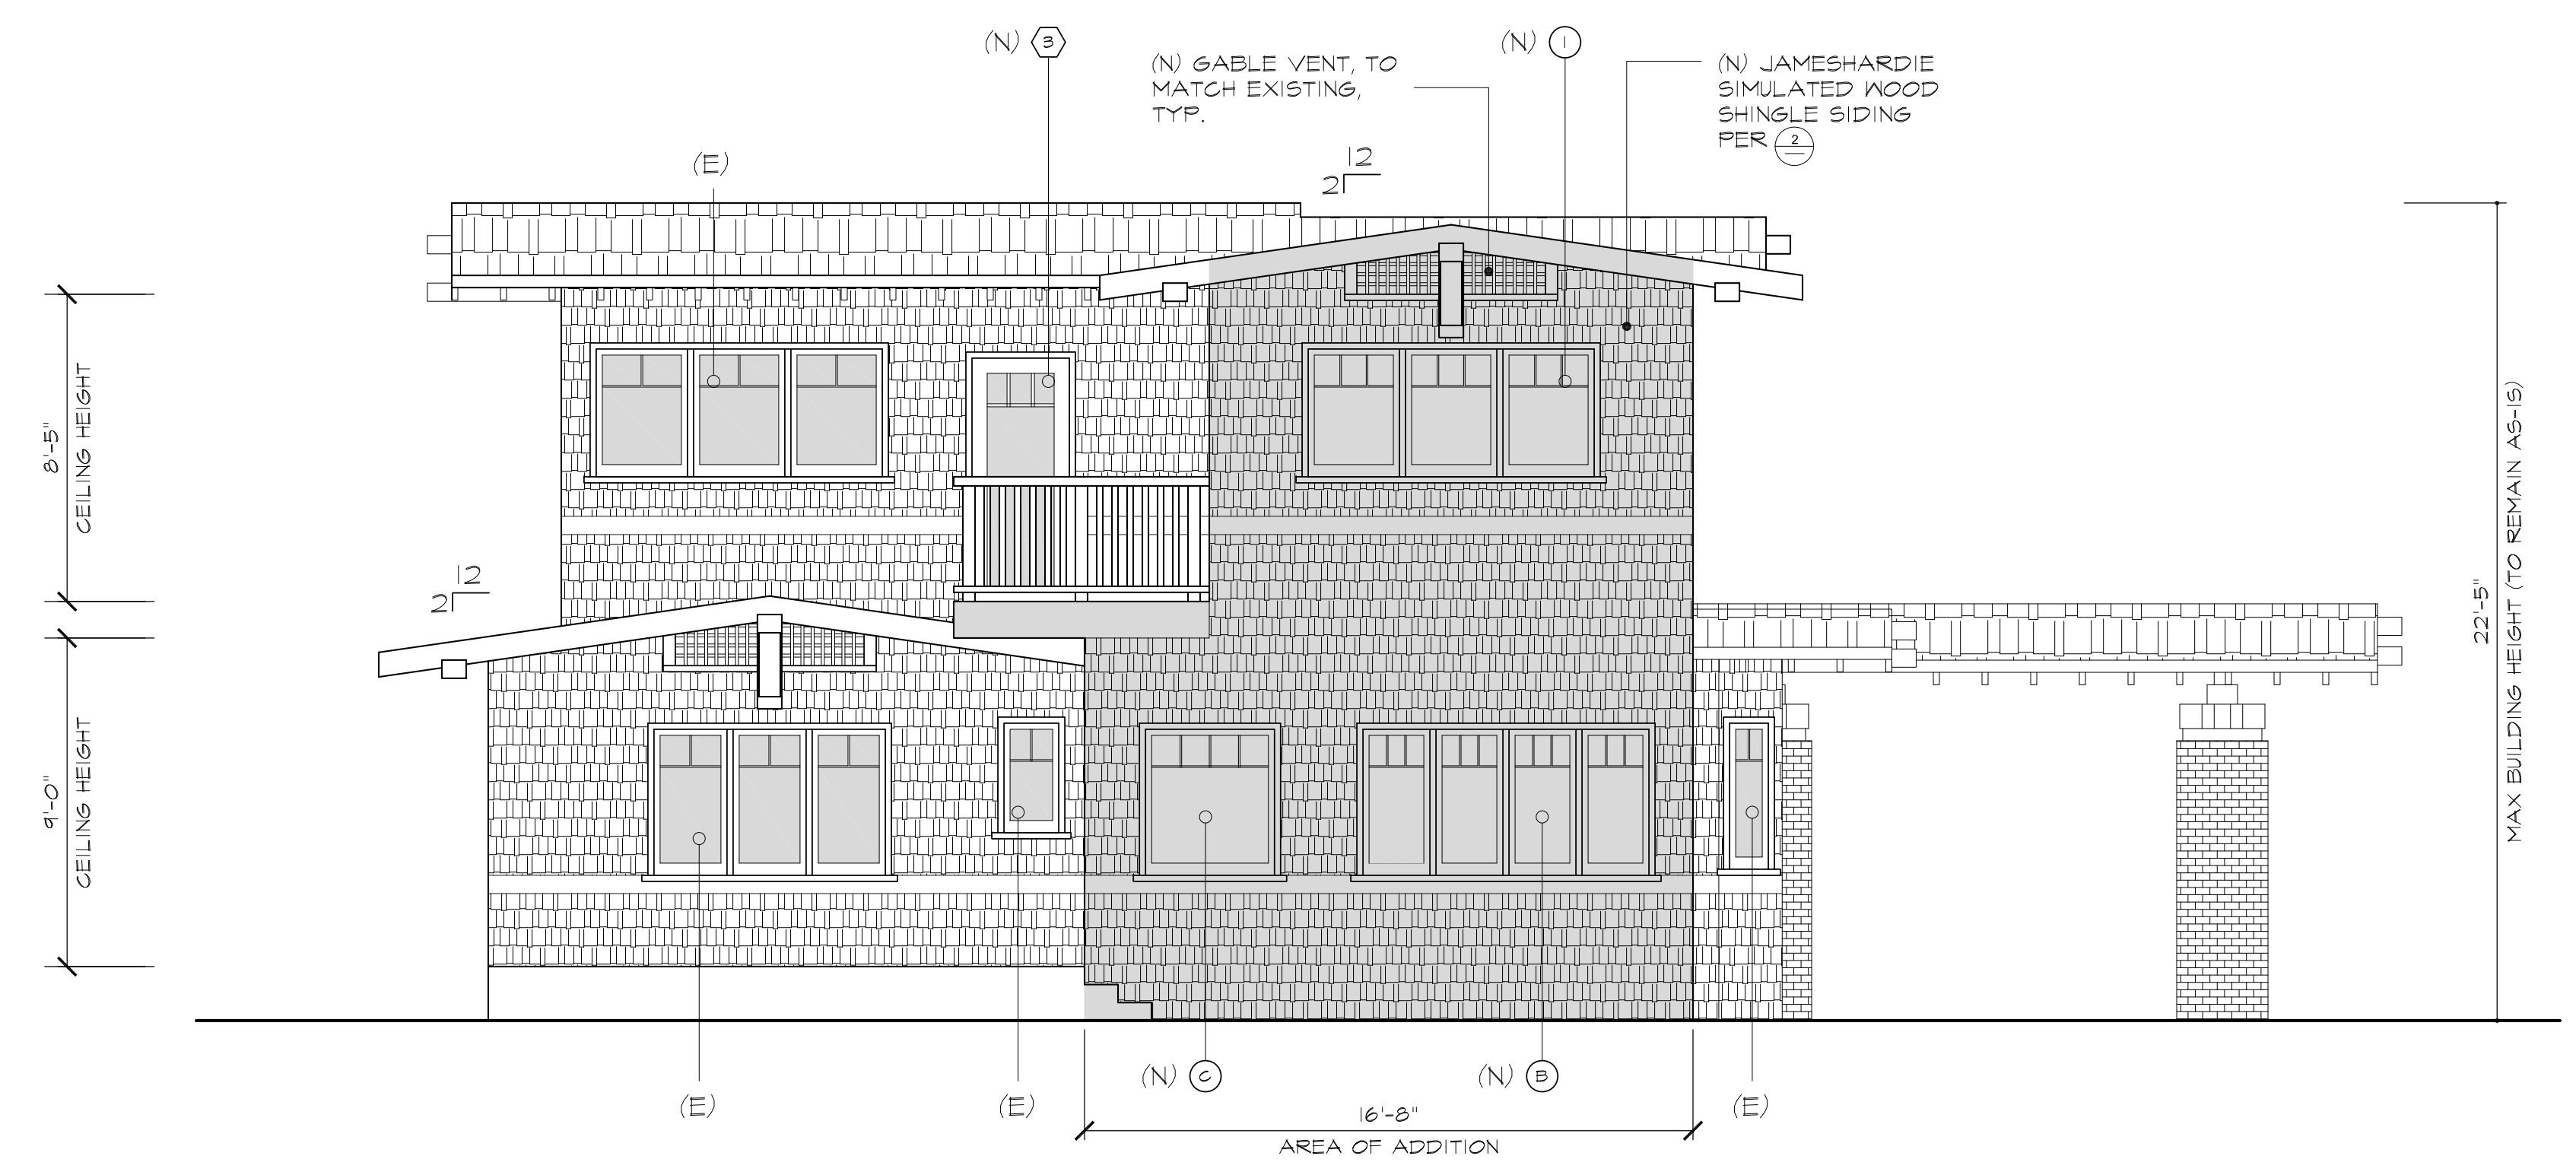 (N) 3
(N) 1
(N) GABLE VENT, TO
MATCH EXISTING,
TYP.
(N) JAMESHARDIE
SIMULATED WOOD
SHINGLE SIDING
PER 2
(E)
12
2
8'-5"
CEILING HEIGHT
12
2
9'-0"
CEILING HEIGHT
22'-5"
MAX BUILDING HEIGHT (TO REMAIN AS-IS)
(N) C
(N) B
(E)
(E)
(E)
16'-8"
AREA OF ADDITION